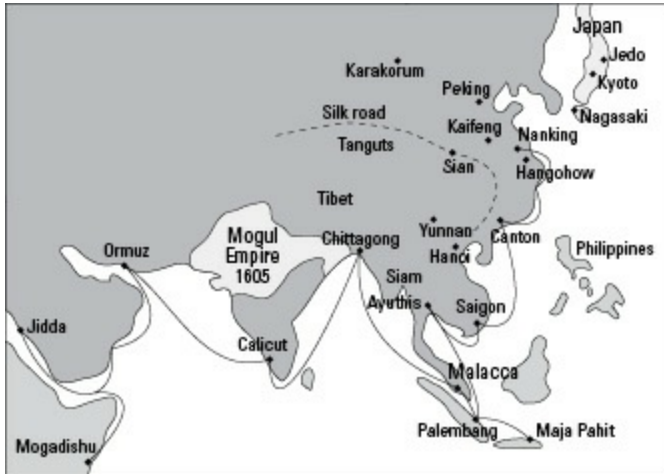 Japan
Jedo
Karakorum
Kyoto
Peking
Silk road
Nagasaki
Kaifeng
Nanking
Tanguts
Sian
Hangohow
Tibet
Yunnan
Canton
Mogul
Empire
1605
Chittagong
Ormuz
Hanoi
Philippines
Siam
Ayuthis
Saigon
Jidda
Calicut
Malacca
Palembang
Maja Pahit
Mogadishu